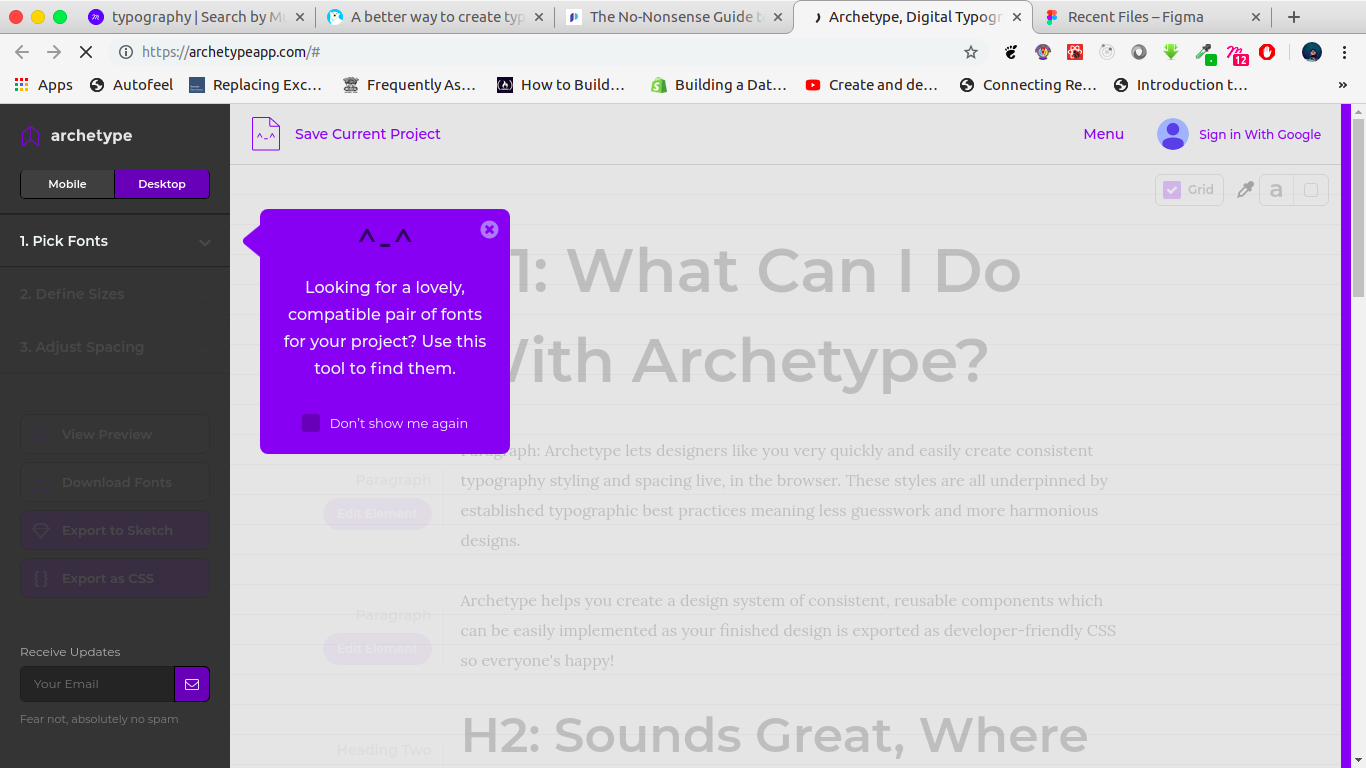 typography | Search by Mu
A better way to create typ
The No-Nonsense Guide to
Archetype, Digital Typogr
Recent Files – Figma
https://archetypeapp.com/#
12
Apps
Autofeel
Replacing Exc…
Frequently As…
How to Build…
Building a Dat…
Create and de…
Connecting Re…
Introduction t…
»
archetype
Mobile
Desktop
1. Pick Fonts
2. Define Sizes
3. Adjust Spacing
View Preview
Download Fonts
Export to Sketch
{ } Export as CSS
Receive Updates
Your Email
Fear not, absolutely no spam
^_^
Save Current Project
Menu
Sign in With Google
Grid
a
^_^
Looking for a lovely,
compatible pair of fonts
for your project? Use this
tool to find them.
Don’t show me again
1: What Can I Do
With Archetype?
Paragraph
Edit Element
Paragraph: Archetype lets designers like you very quickly and easily create consistent
typography styling and spacing live, in the browser. These styles are all underpinned by
established typographic best practices meaning less guesswork and more harmonious
designs.
Paragraph
Edit Element
Archetype helps you create a design system of consistent, reusable components which
can be easily implemented as your finished design is exported as developer-friendly CSS
so everyone's happy!
Heading Two
H2: Sounds Great, Where